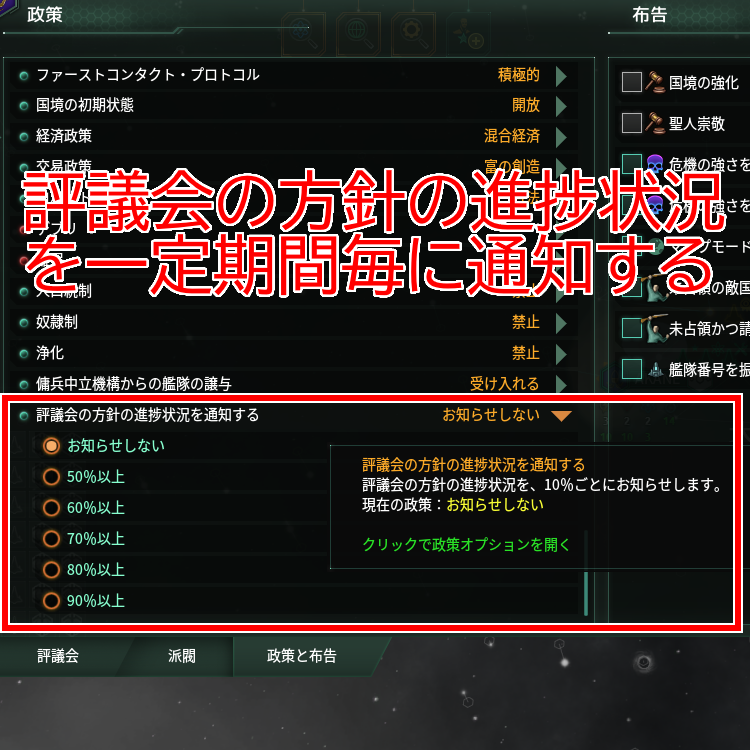 政策
布告
ファーストコンタクト・プロトコル 積極的
国境の初期状態 開放
経済政策 混合経済
交易政策 富の創造
評議会の方針の進捗状況
を一定期間毎に通知する
奴隷制 禁止
浄化 禁止
傭兵中立機構からの艦隊の譲与 受け入れる
評議会の方針の進捗状況を通知する お知らせしない
お知らせしない
50%以上
60%以上
70%以上
80%以上
90%以上
評議会の方針の進捗状況を通知する
評議会の方針の進捗状況を、10%ごとにお知らせします。
現在の政策：お知らせしない
クリックで政策オプションを開く
国境の強化
聖人崇敬
危機の強さを
強さを
プモード
領の敵国
未占領かつ請
艦隊番号を振
評議会
派閥
政策と布告